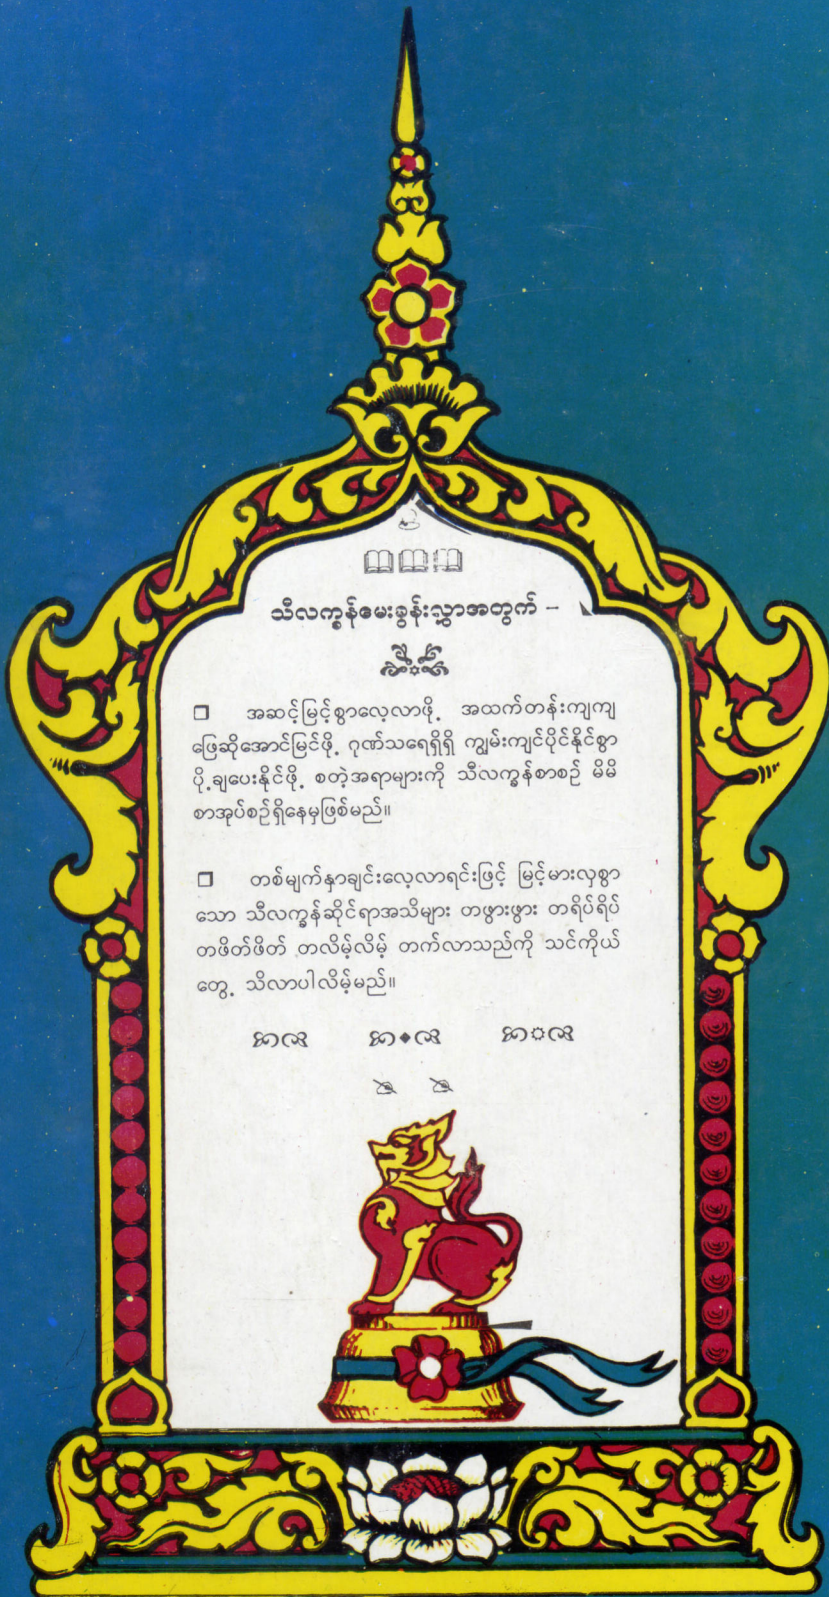 သီလက္ခန်မေးခွန်းလွှာအတွက် –
□ အဆင့်မြင့်စွာလေ့လာဖို့ အထက်တန်းကျကျ
ဖြေဆိုအောင်မြင်ဖို့ ဂုဏ်သရေရှိရှိ ကျွမ်းကျင်ပိုင်နိုင်စွာ
ပို့ချပေးနိုင်ဖို့ စတဲ့အရာများကို သီလက္ခန်စာစဉ် မိမိ
စာအုပ်စဉ်ရှိနေမှဖြစ်မည်။
□ တစ်မျက်နှာချင်းလေ့လာရင်းဖြင့် မြင့်မားလှစွာ
သော သီလက္ခန်ဆိုင်ရာအသိများ တဖွားဖွား တရိပ်ရိပ်
တဖိတ်ဖိတ် တလိမ့်လိမ့် တက်လာသည်ကို သင်ကိုယ်
တွေ့ သိလာပါလိမ့်မည်။